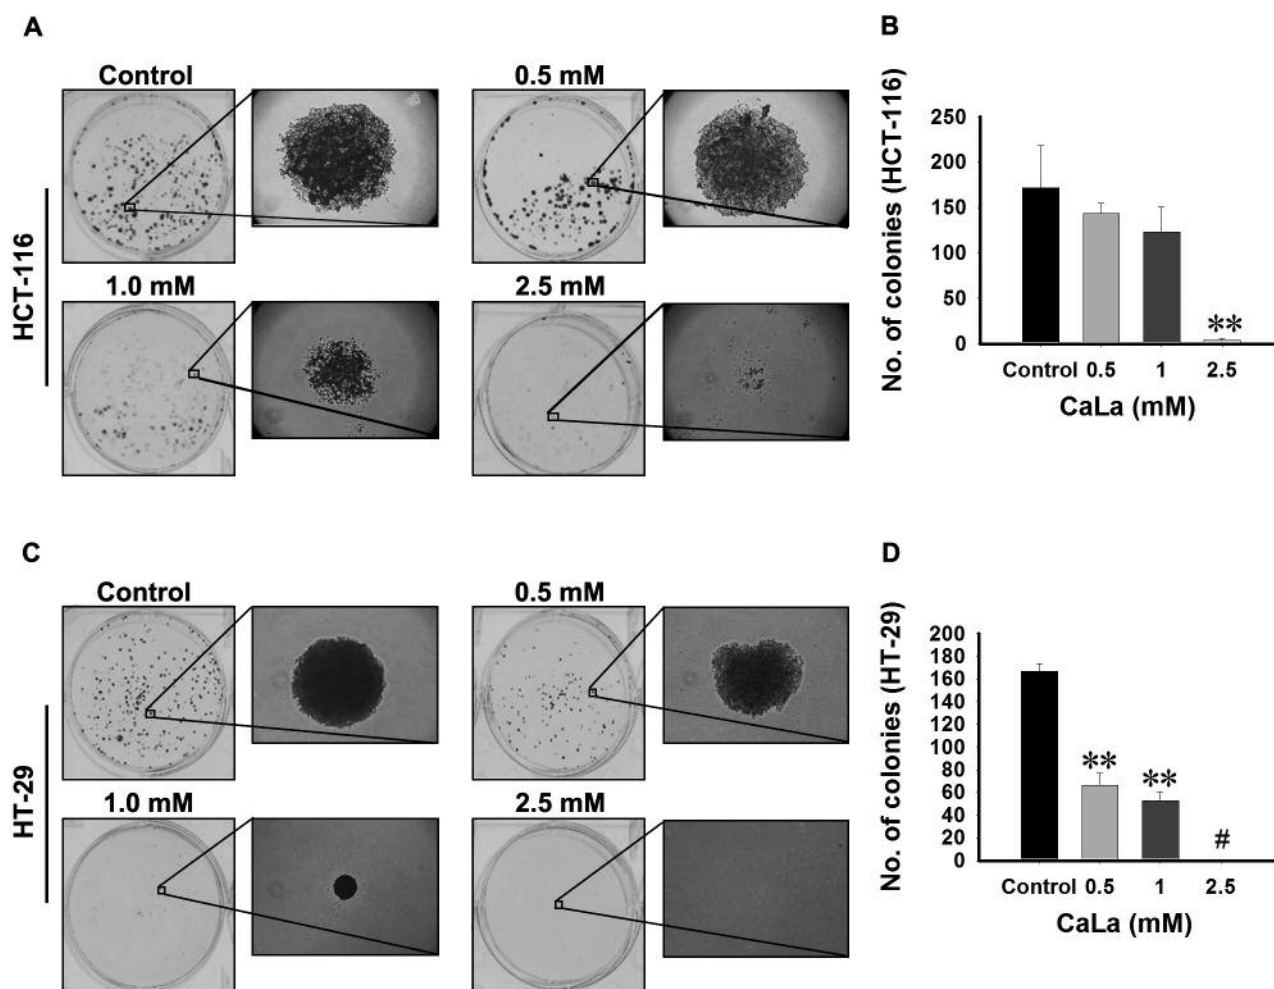 A
Control
0.5 mM
HCT-116
1.0 mM
2.5 mM
B
No. of colonies (HCT-116)
250
200
150
100
50
0
**
Control 0.5 1 2.5
CaLa (mM)
C
Control
0.5 mM
HT-29
1.0 mM
2.5 mM
D
No. of colonies (HT-29)
200
180
160
140
120
100
80
60
40
20
0
** ** #
Control 0.5 1 2.5
CaLa (mM)